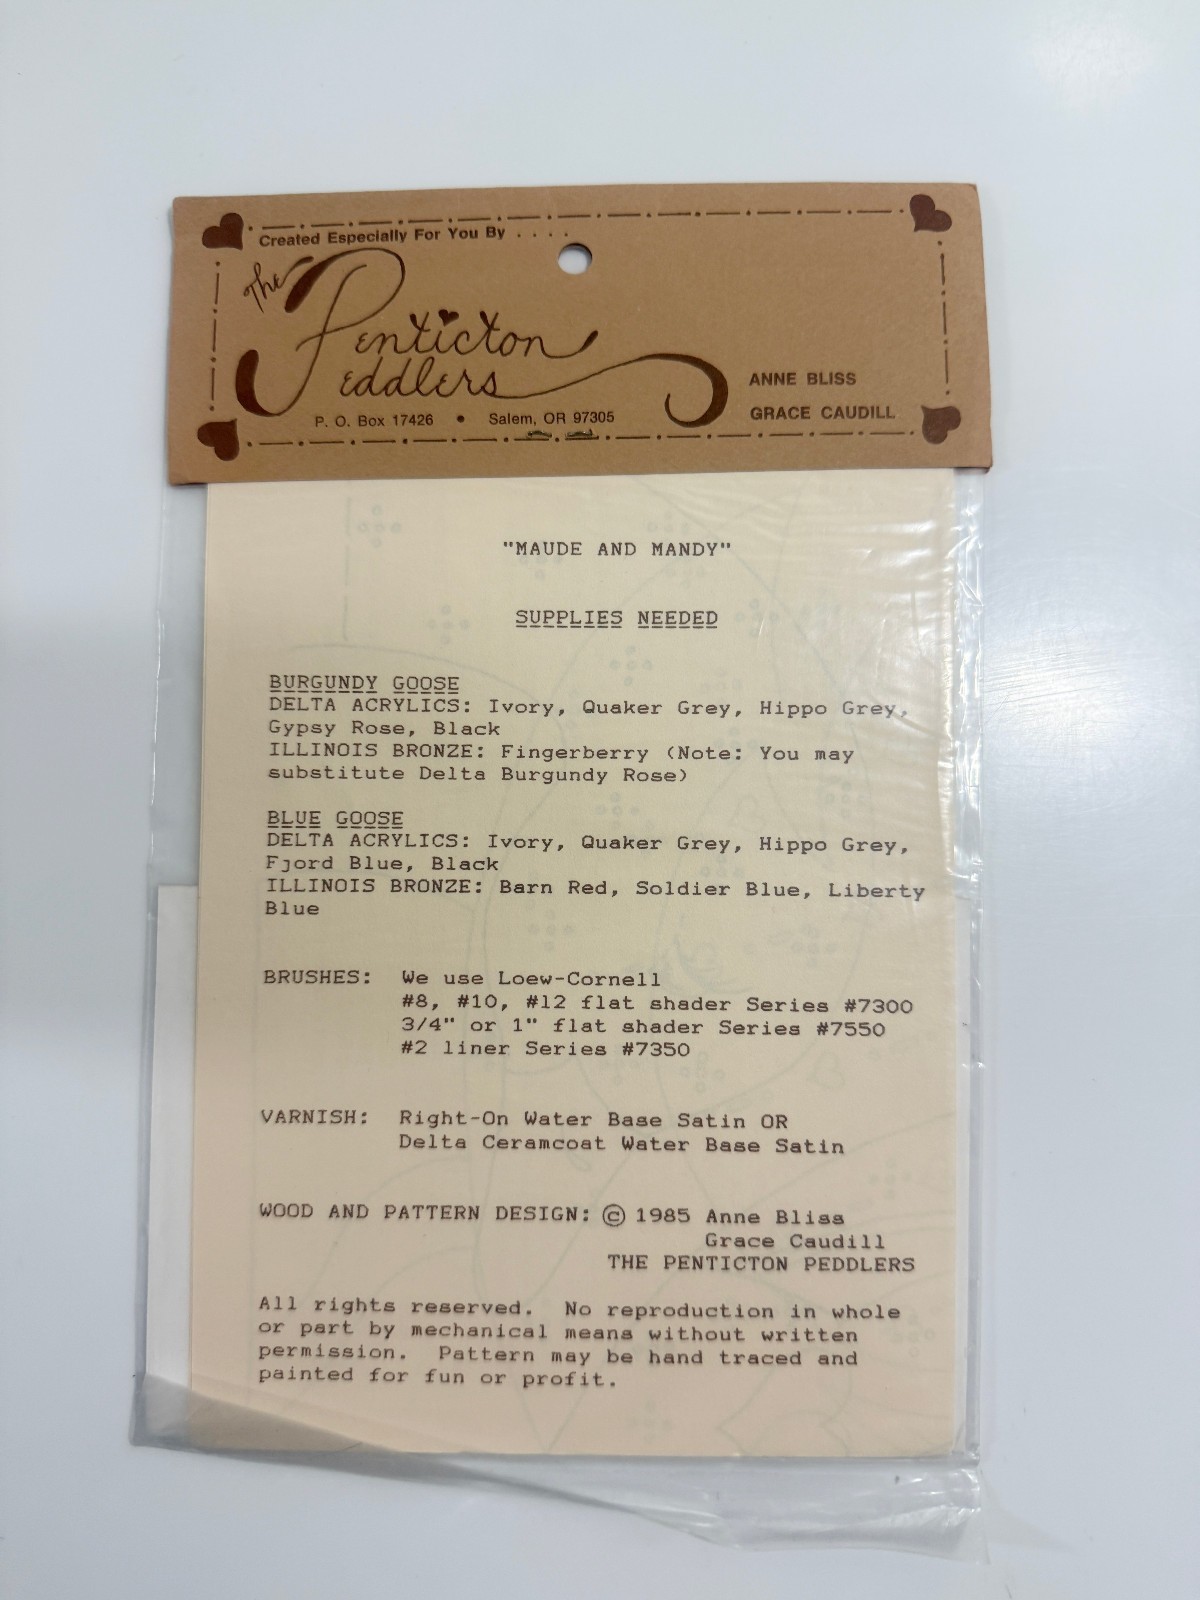 Created Especially For You By . . . .
The Penticton
Peddlers
P. O. Box 17426 • Salem, OR 97305
ANNE BLISS
GRACE CAUDILL
"MAUDE AND MANDY"
SUPPLIES NEEDED
BURGUNDY GOOSE
DELTA ACRYLICS: Ivory, Quaker Grey, Hippo Grey,
Gypsy Rose, Black
ILLINOIS BRONZE: Fingerberry (Note: You may
substitute Delta Burgundy Rose)
BLUE GOOSE
DELTA ACRYLICS: Ivory, Quaker Grey, Hippo Grey,
Fjord Blue, Black
ILLINOIS BRONZE: Barn Red, Soldier Blue, Liberty
Blue
BRUSHES: We use Loew-Cornell
#8, #10, #12 flat shader Series #7300
3/4" or 1" flat shader Series #7550
#2 liner Series #7350
VARNISH: Right-On Water Base Satin OR
Delta Ceramcoat Water Base Satin
WOOD AND PATTERN DESIGN: © 1985 Anne Bliss
Grace Caudill
THE PENTICTON PEDDLERS
All rights reserved. No reproduction in whole
or part by mechanical means without written
permission. Pattern may be hand traced and
painted for fun or profit.